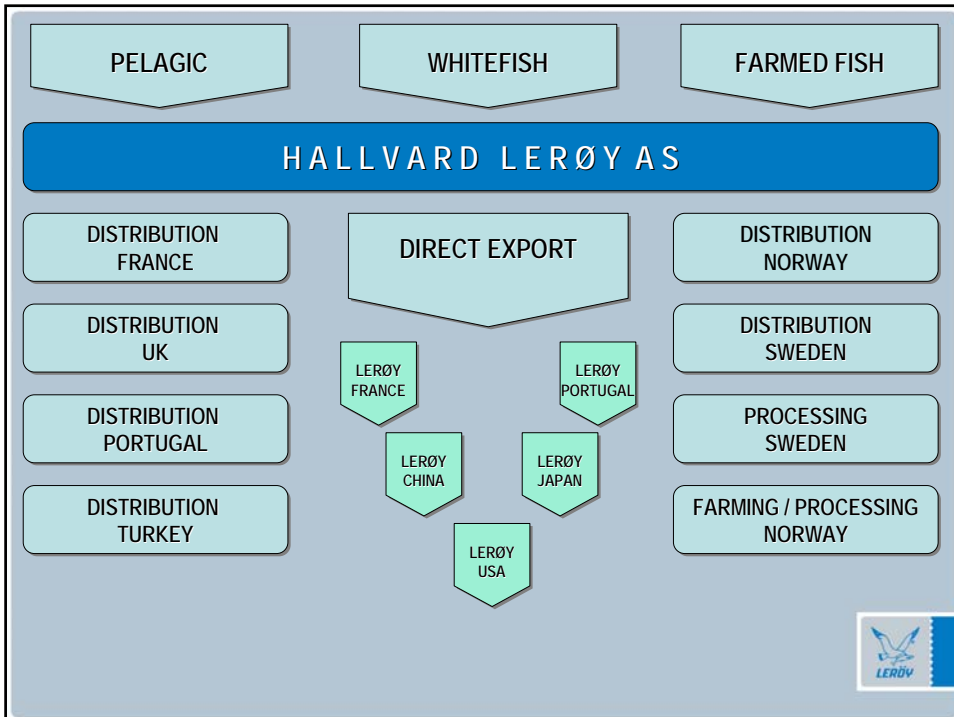 PELAGIC
WHITEFISH
FARMED FISH
HALLVARD LERØY AS
DISTRIBUTION
FRANCE
DISTRIBUTION
UK
DISTRIBUTION
PORTUGAL
DISTRIBUTION
TURKEY
DIRECT EXPORT
LERØY
FRANCE
LERØY
PORTUGAL
LERØY
CHINA
LERØY
JAPAN
LERØY
USA
DISTRIBUTION
NORWAY
DISTRIBUTION
SWEDEN
PROCESSING
SWEDEN
FARMING / PROCESSING
NORWAY
LERØY